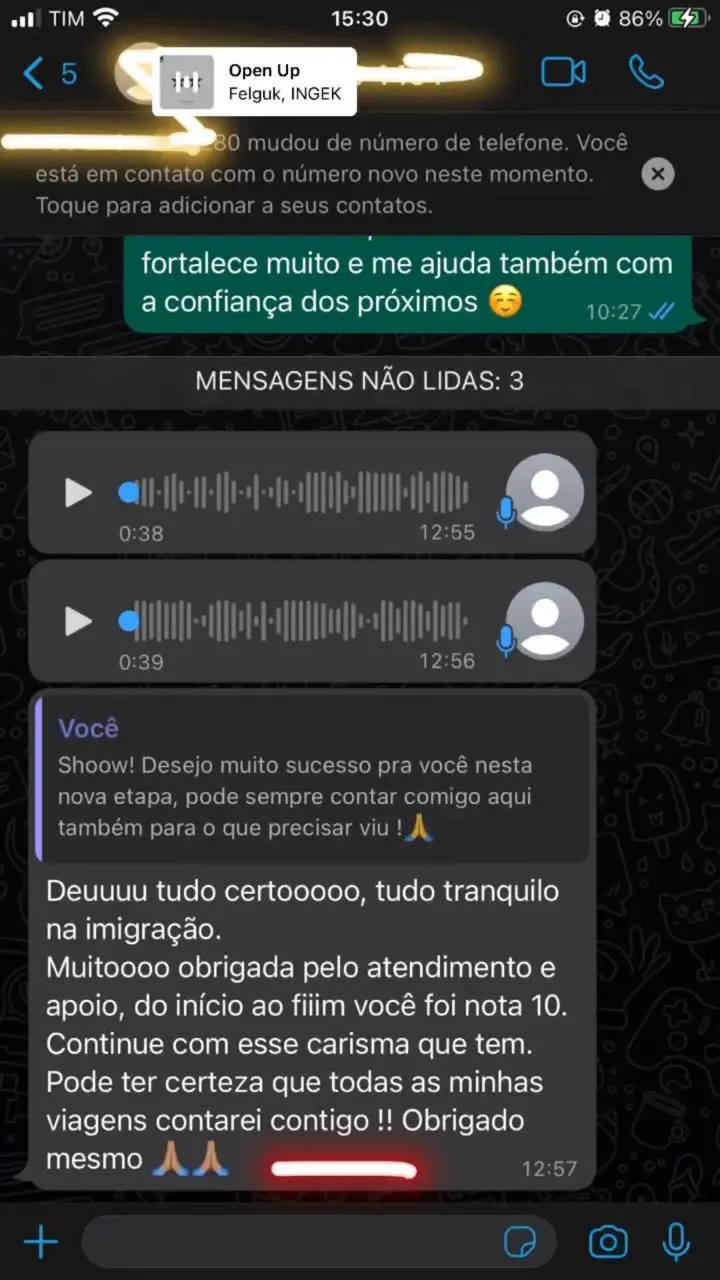 TIM
15:30
86%
5
Open Up
Felguk, INGEK
80 mudou de número de telefone. Você
está em contato com o número novo neste momento.
Toque para adicionar a seus contatos.
fortalece muito e me ajuda também com
a confiança dos próximos ☺️
10:27
MENSAGENS NÃO LIDAS: 3
0:38
12:55
0:39
12:56
Você
Shoow! Desejo muito sucesso pra você nesta
nova etapa, pode sempre contar comigo aqui
também para o que precisar viu !🙏
Deuuuu tudo certooooo, tudo tranquilo
na imigração.
Muitoooo obrigada pelo atendimento e
apoio, do início ao fiiim você foi nota 10.
Continue com esse carisma que tem.
Pode ter certeza que todas as minhas
viagens contarei contigo !! Obrigado
mesmo 🙏🏽🙏🏽
12:57